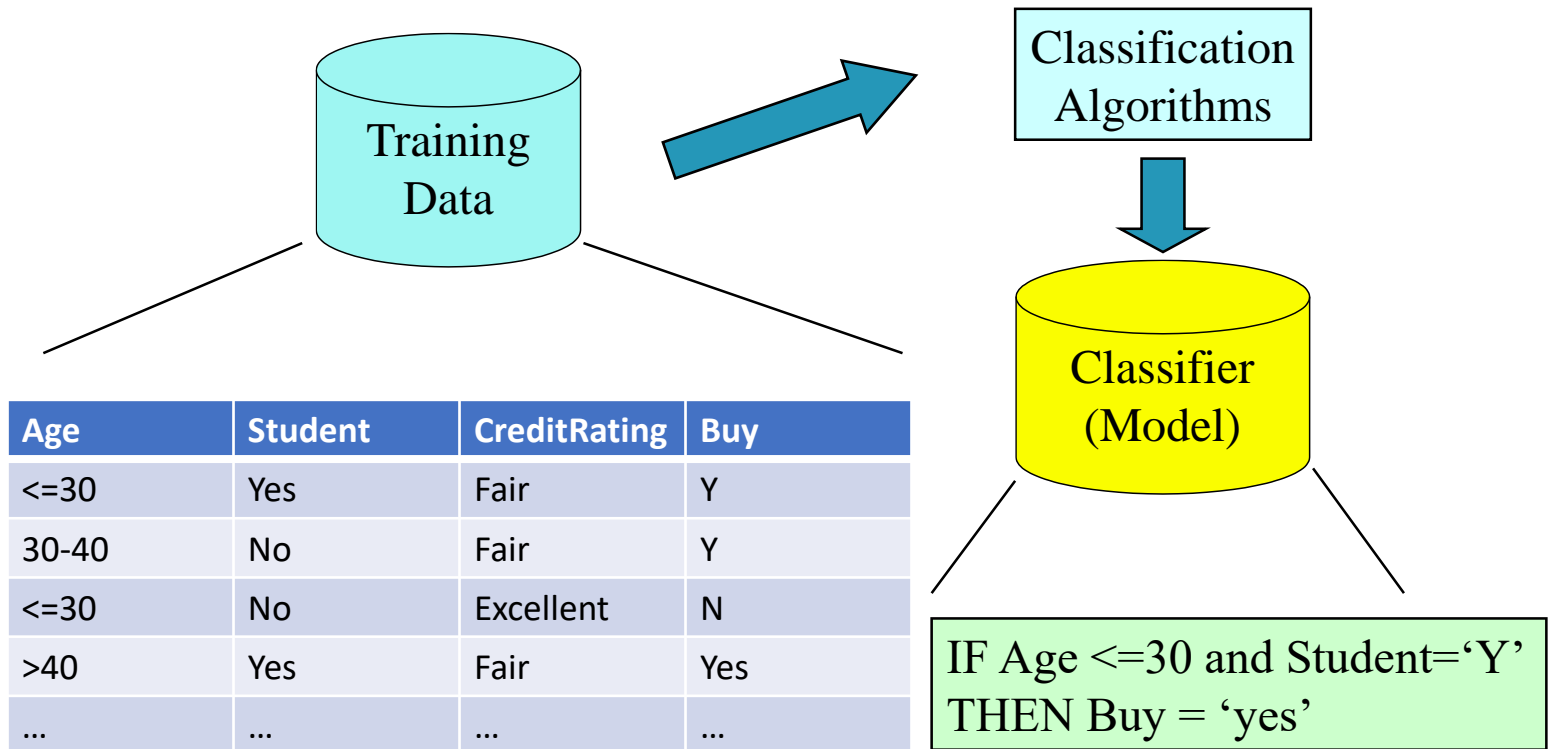 Training
Data
Classification
Algorithms
Classifier
(Model)
Age Student CreditRating Buy
<=30 Yes Fair Y
30-40 No Fair Y
<=30 No Excellent N
>40 Yes Fair Yes
... ... ... ...
IF Age <=30 and Student=‘Y’
THEN Buy = ‘yes’